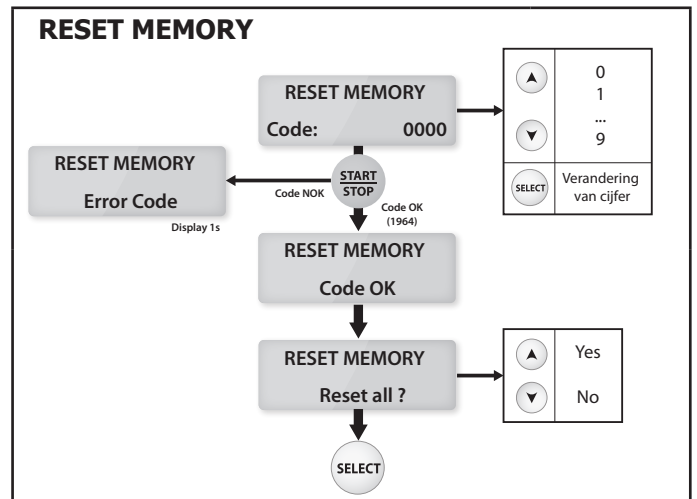 RESET MEMORY
RESET MEMORY
Code: 0000
0
1
...
9
SELECT
Verandering
van cijfer
START
STOP
Code NOK
Code OK
(1964)
RESET MEMORY
Error Code
Display 1s
RESET MEMORY
Code OK
RESET MEMORY
Reset all ?
Yes
No
SELECT